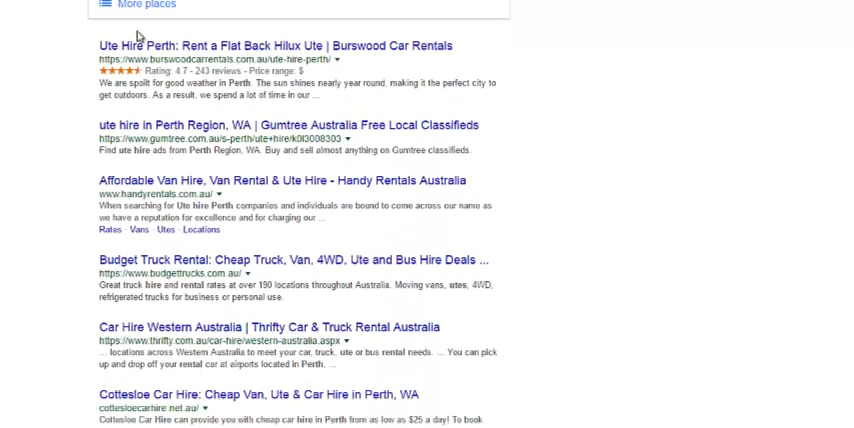 More places
Ute Hire Perth: Rent a Flat Back Hilux Ute | Burswood Car Rentals
https://www.burswoodcarrentals.com.au/ute-hire-perth/
Rating: 4.7 - 243 reviews - Price range: $
We are spoilt for good weather in Perth. The sun shines nearly year round, making it the perfect city to
get outdoors. As a result, we spend a lot of time in our ...
ute hire in Perth Region, WA | Gumtree Australia Free Local Classifieds
https://www.gumtree.com.au/s-perth/ute+hire/k0l3008303
Find ute hire ads from Perth Region, WA. Buy and sell almost anything on Gumtree classifieds.
Affordable Van Hire, Van Rental & Ute Hire - Handy Rentals Australia
www.handyrentals.com.au/
When searching for Ute hire Perth companies and individuals are bound to come across our name as
we have a reputation for excellence and for charging our ...
Rates - Vans - Utes - Locations
Budget Truck Rental: Cheap Truck, Van, 4WD, Ute and Bus Hire Deals ...
https://www.budgettrucks.com.au/
Great truck hire and rental rates at over 190 locations throughout Australia. Moving vans, utes, 4WD,
refrigerated trucks for business or personal use.
Car Hire Western Australia | Thrifty Car & Truck Rental Australia
https://www.thrifty.com.au/car-hire/western-australia.aspx
... locations across Western Australia to meet your car, truck, ute or bus rental needs. ... You can pick
up and drop off your rental car at airports located in Perth, ...
Cottesloe Car Hire: Cheap Van, Ute & Car Hire in Perth, WA
cottesloecarhire.net.au/
Cottesloe Car Hire can provide you with cheap car hire in Perth from as low as $25 a day! To book